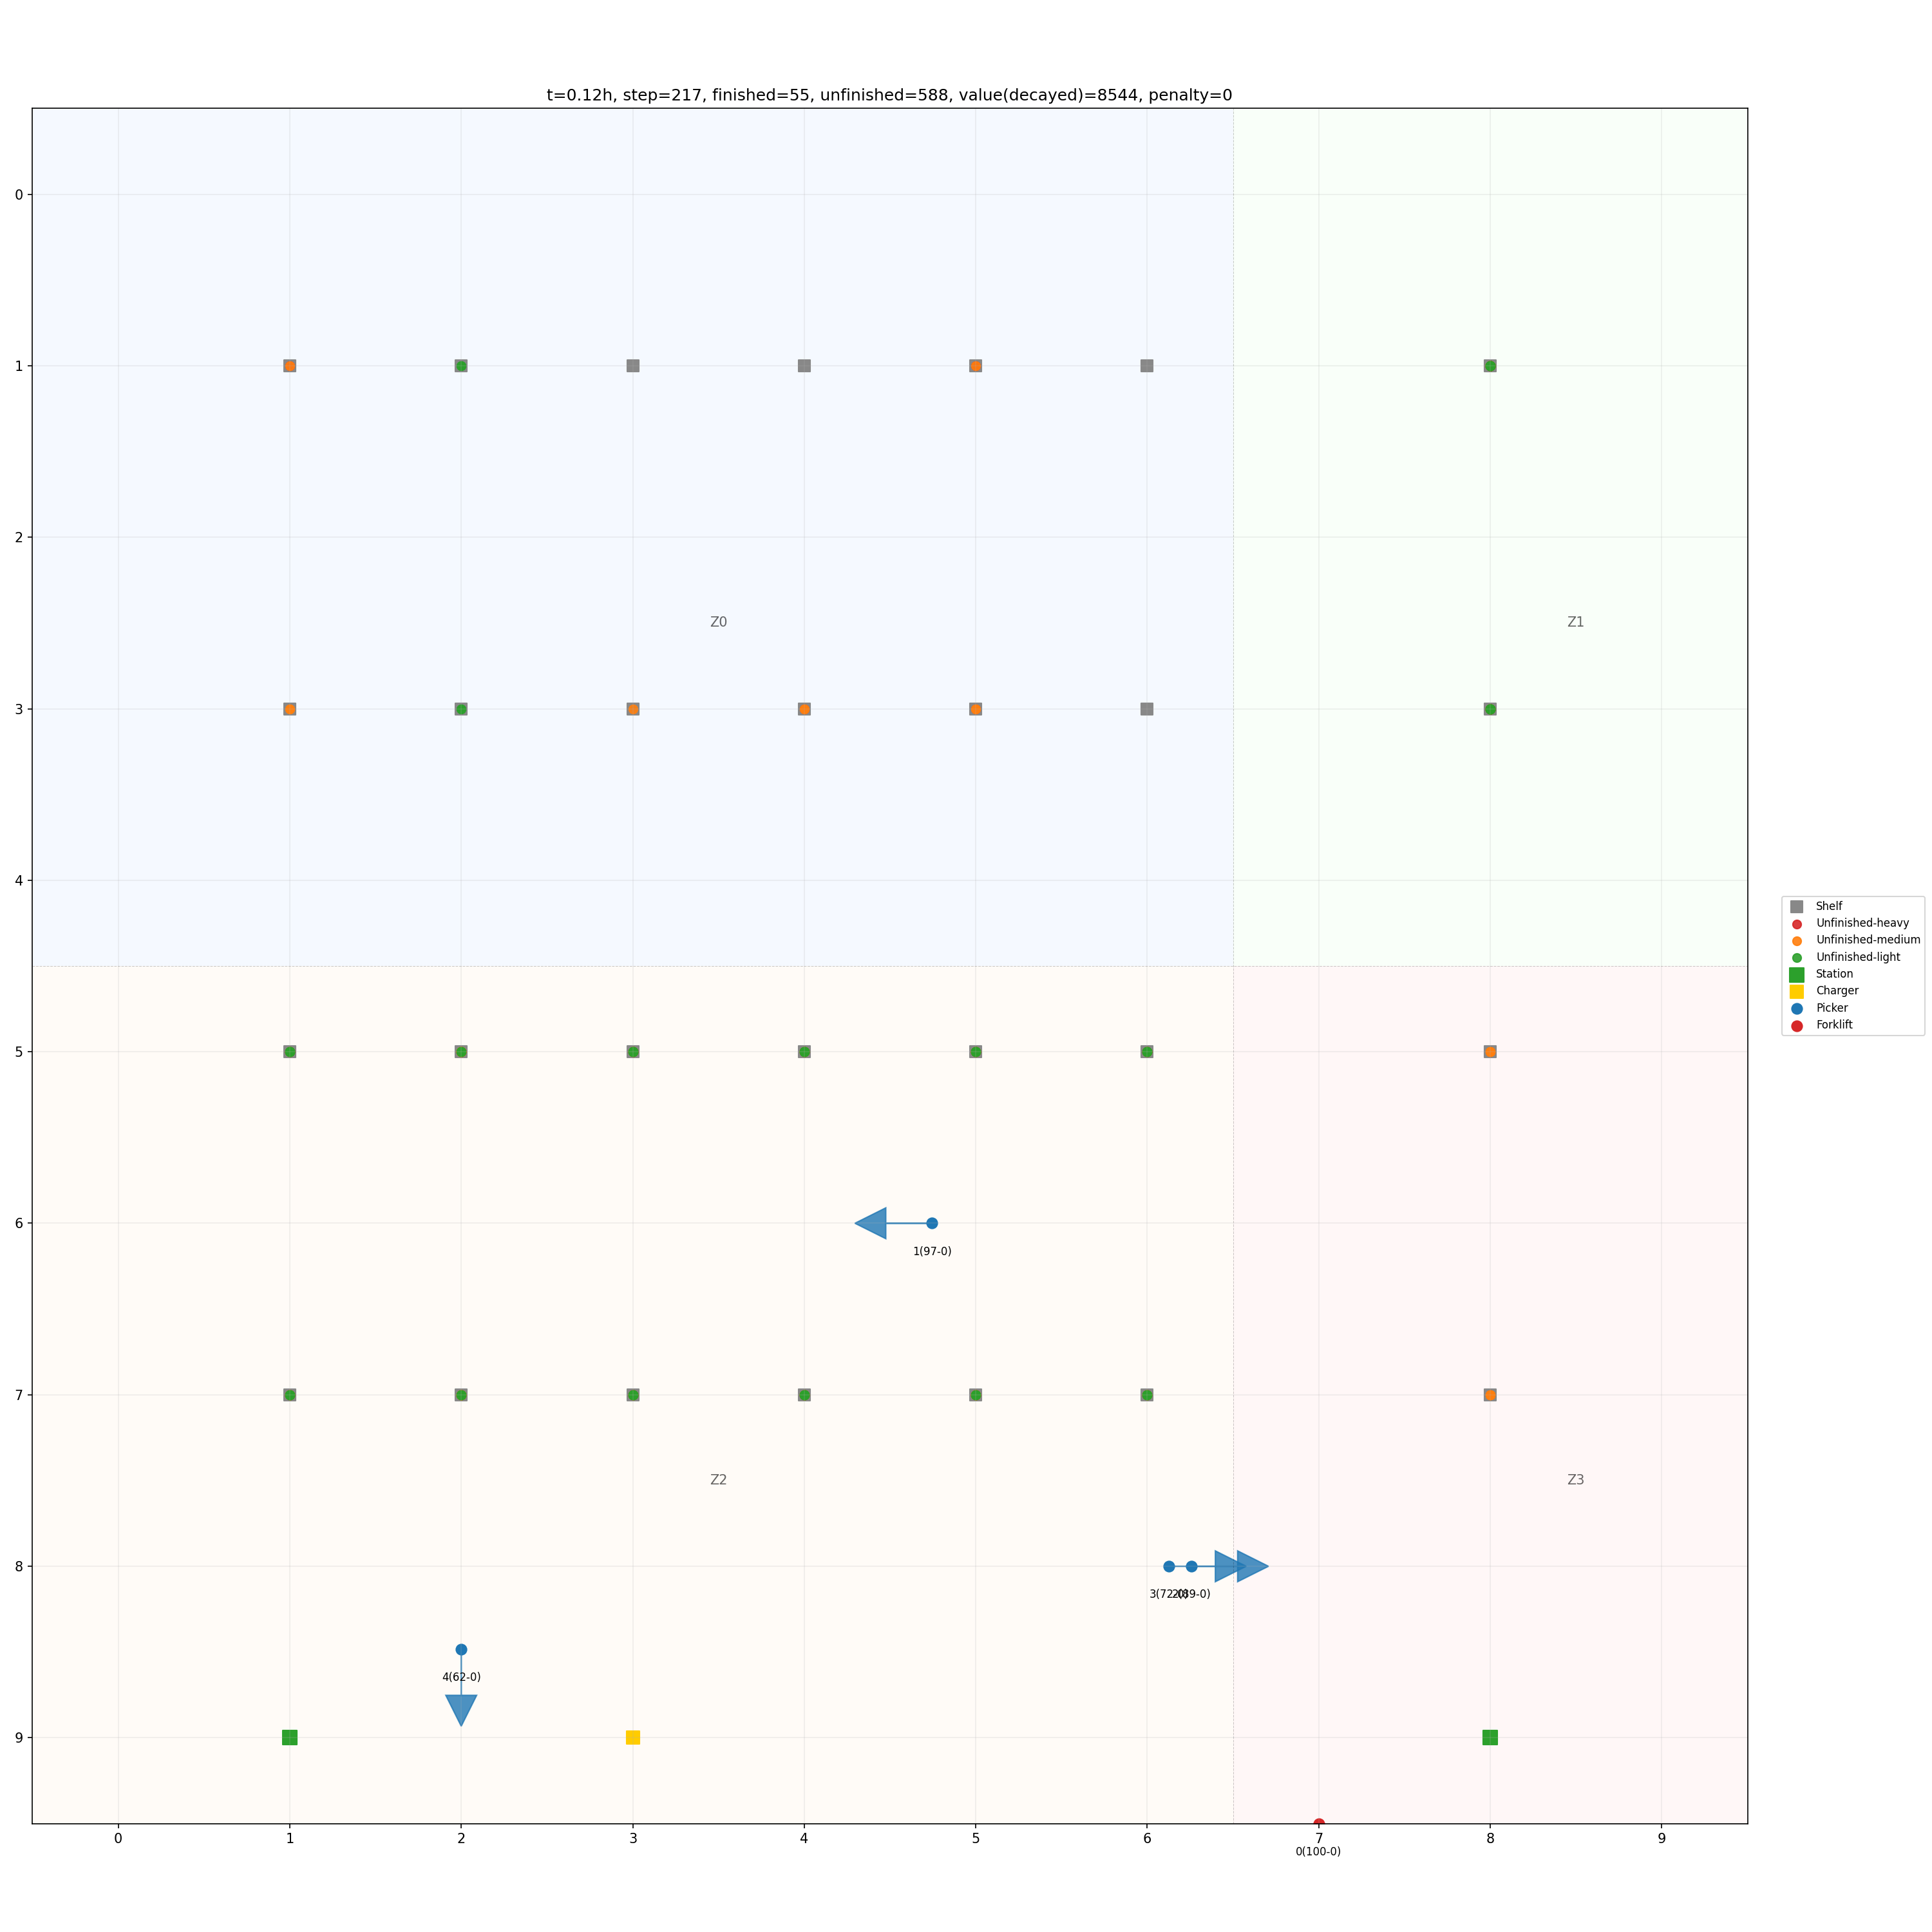 t=0.12h, step=217, finished=55, unfinished=588, value(decayed)=8544, penalty=0
0
1
2
Z0
Z1
3
4
Shelf
Unfinished-heavy
Unfinished-medium
Unfinished-light
Station
Charger
Picker
Forklift
5
6
1(97-0)
7
Z2
Z3
8
4(62-0)
9
0 1 2 3 4 5 6 7 8 9
0(100-0)